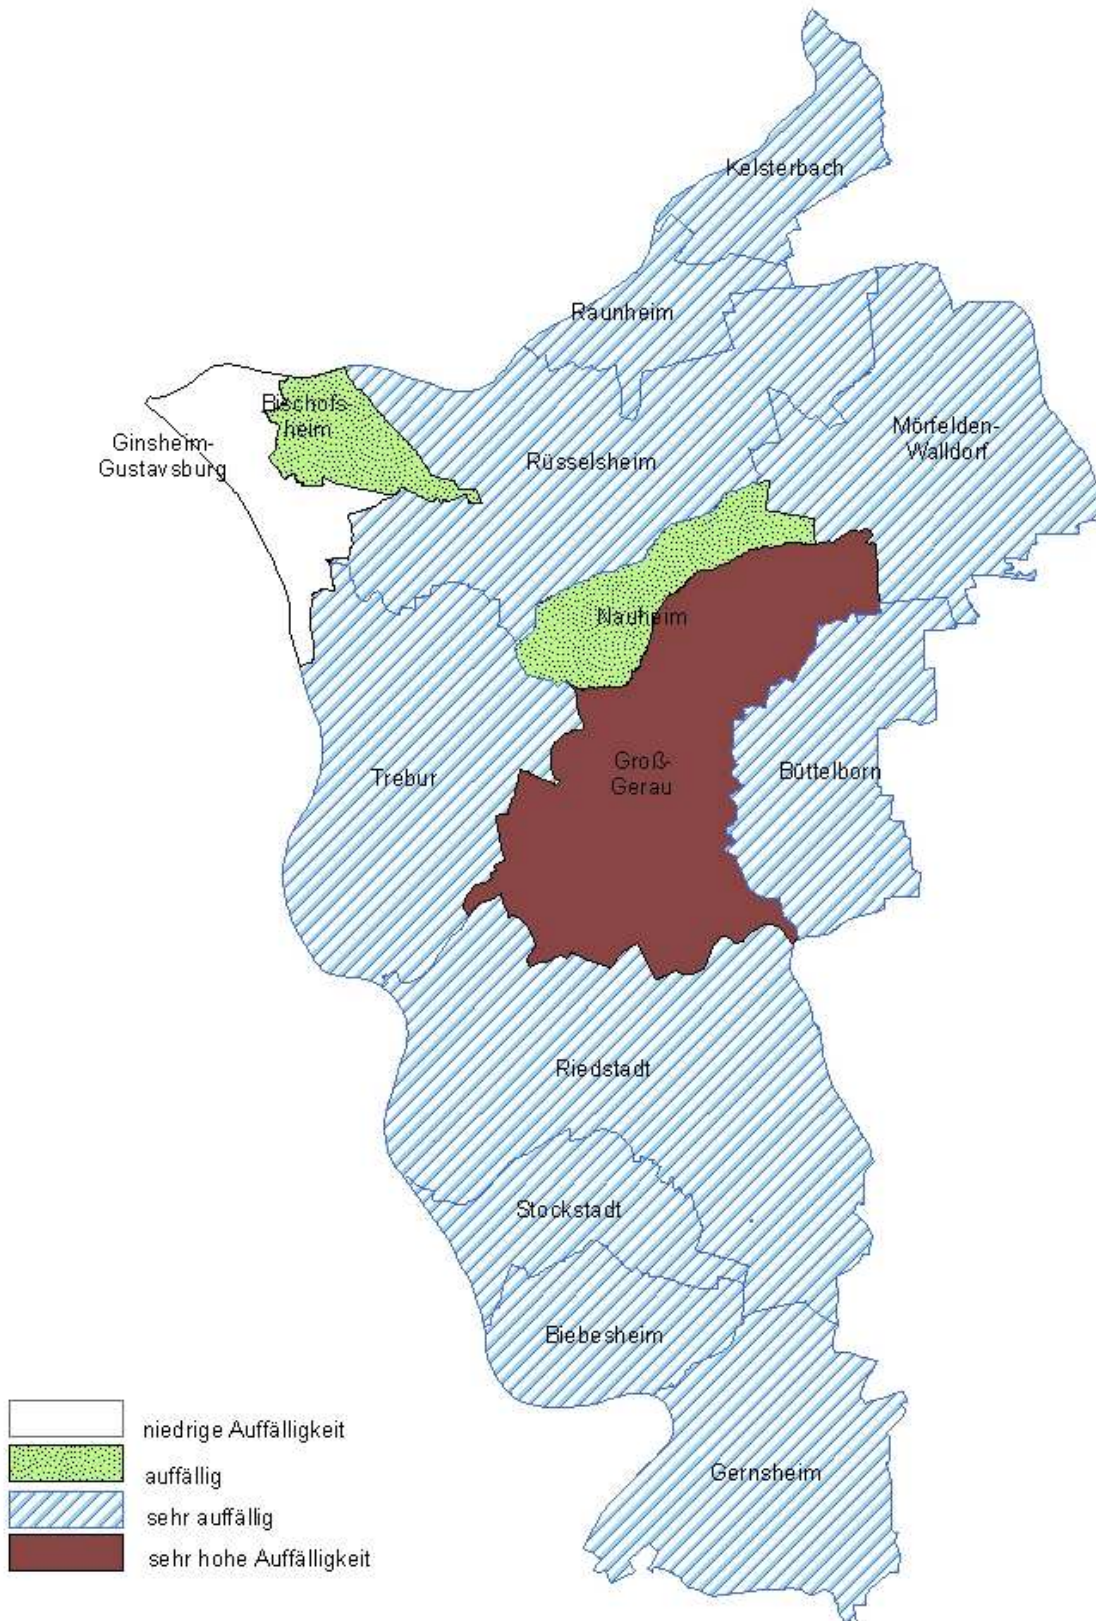 Kelsterbach
Raunheim
Bischofs-
heim
Ginsheim-
Gustavsburg
Rüsselsheim
Mörfelden-
Walldorf
Nauheim
Trebur
Groß-
Gerau
Büttelborn
Riedstadt
Stockstadt
Biebesheim
Gernsheim
niedrige Auffälligkeit
auffällig
sehr auffällig
sehr hohe Auffälligkeit